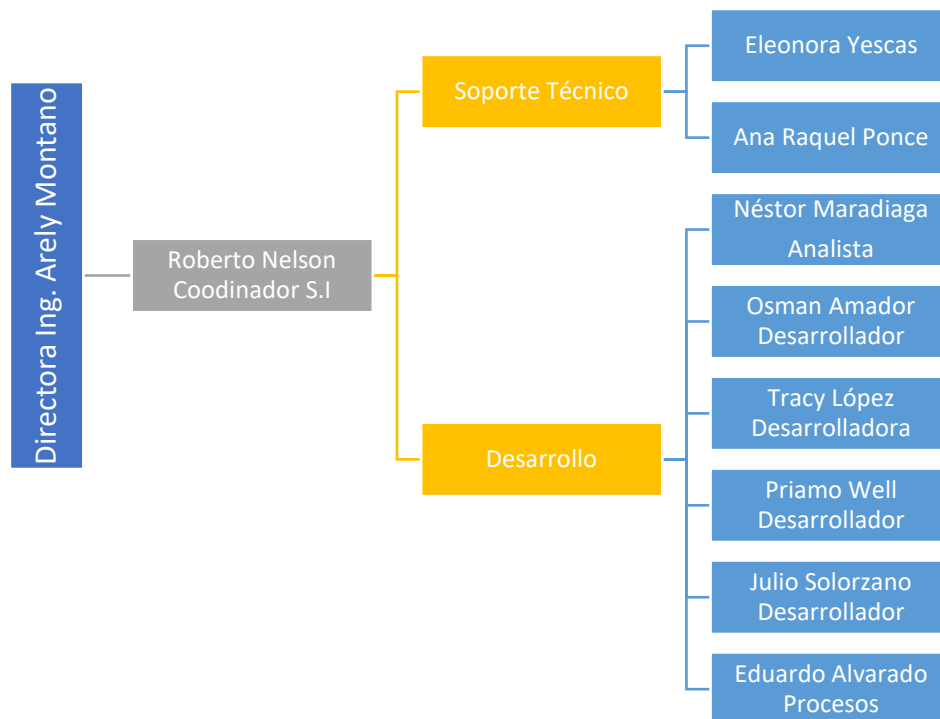 Directora Ing. Arely Montano
Roberto Nelson
Coodinador S.I
Soporte Técnico
Eleonora Yescas
Ana Raquel Ponce
Desarrollo
Néstor Maradiaga
Analista
Osman Amador
Desarrollador
Tracy López
Desarrolladora
Priamo Well
Desarrollador
Julio Solorzano
Desarrollador
Eduardo Alvarado
Procesos